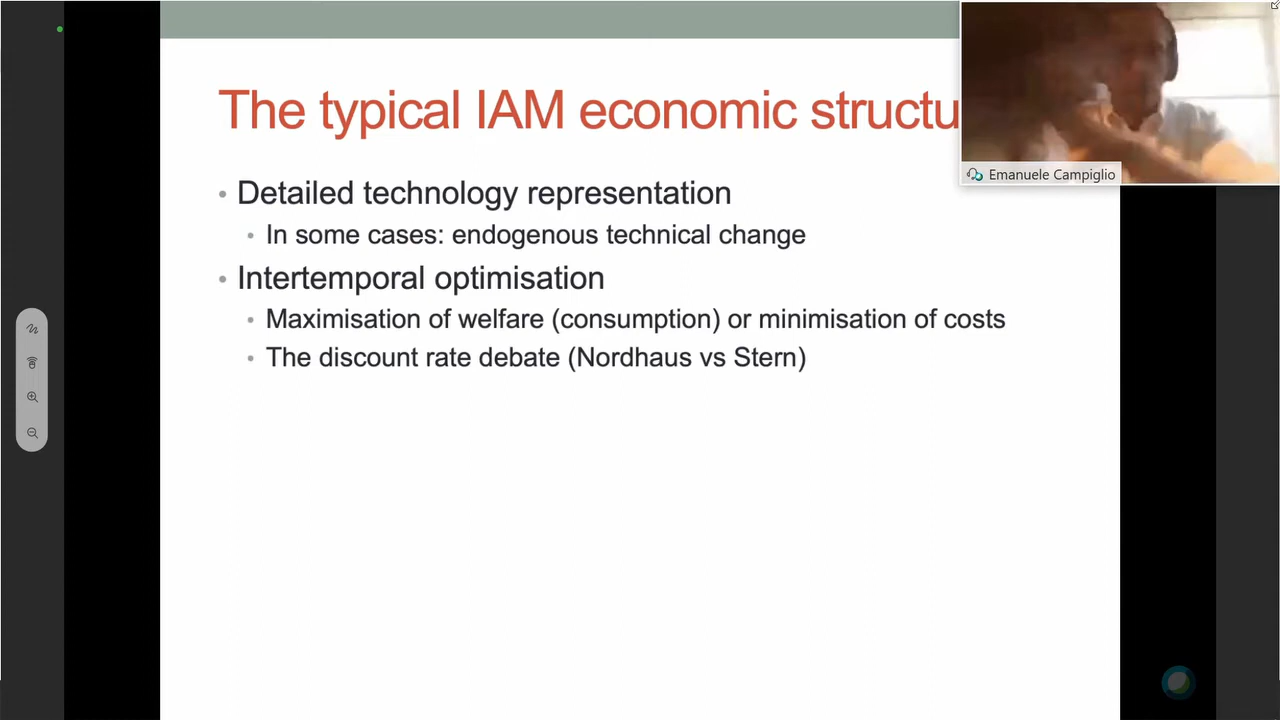 The typical IAM economic structu
Emanuele Campiglio
• Detailed technology representation
• In some cases: endogenous technical change
• Intertemporal optimisation
• Maximisation of welfare (consumption) or minimisation of costs
• The discount rate debate (Nordhaus vs Stern)